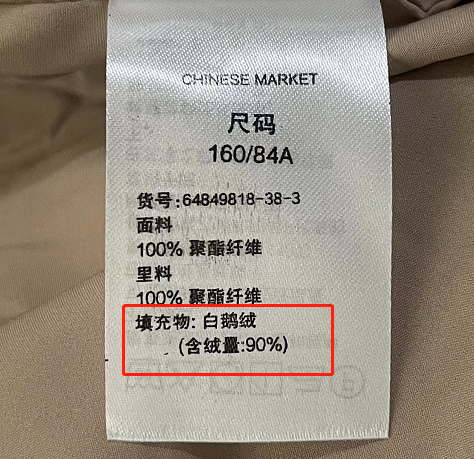 CHINESE MARKET
尺码
160/84A
货号:64849818-38-3
面料
100% 聚酯纤维
里料
100% 聚酯纤维
填充物: 白鹅绒
(含绒量:90%)